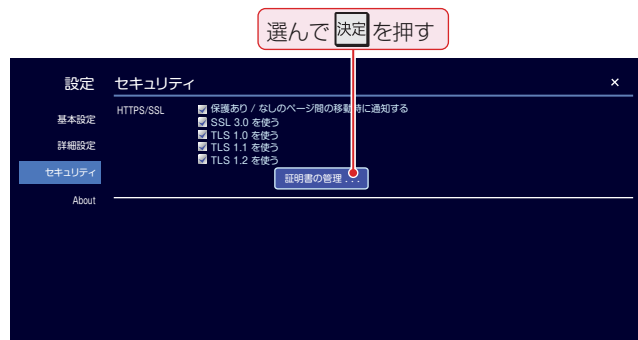 選んで 決定 を押す
設定 セキュリティ ×
HTTPS/SSL 保護あり / なしのページ間の移動時に通知する
基本設定 SSL 3.0 を使う
TLS 1.0 を使う
詳細設定 TLS 1.1 を使う
TLS 1.2 を使う
セキュリティ 証明書の管理 . . .
About